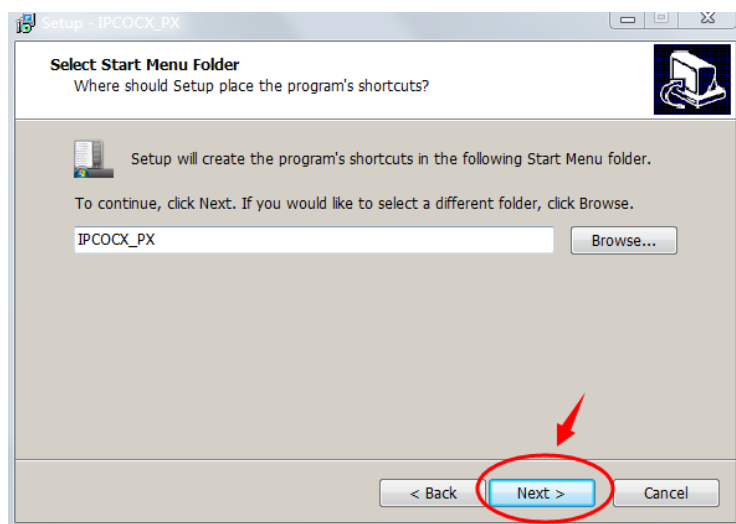 Setup - IPCOCX_PX
Select Start Menu Folder
Where should Setup place the program's shortcuts?
Setup will create the program's shortcuts in the following Start Menu folder.
To continue, click Next. If you would like to select a different folder, click Browse.
IPCOCX_PX
Browse...
< Back
Next >
Cancel